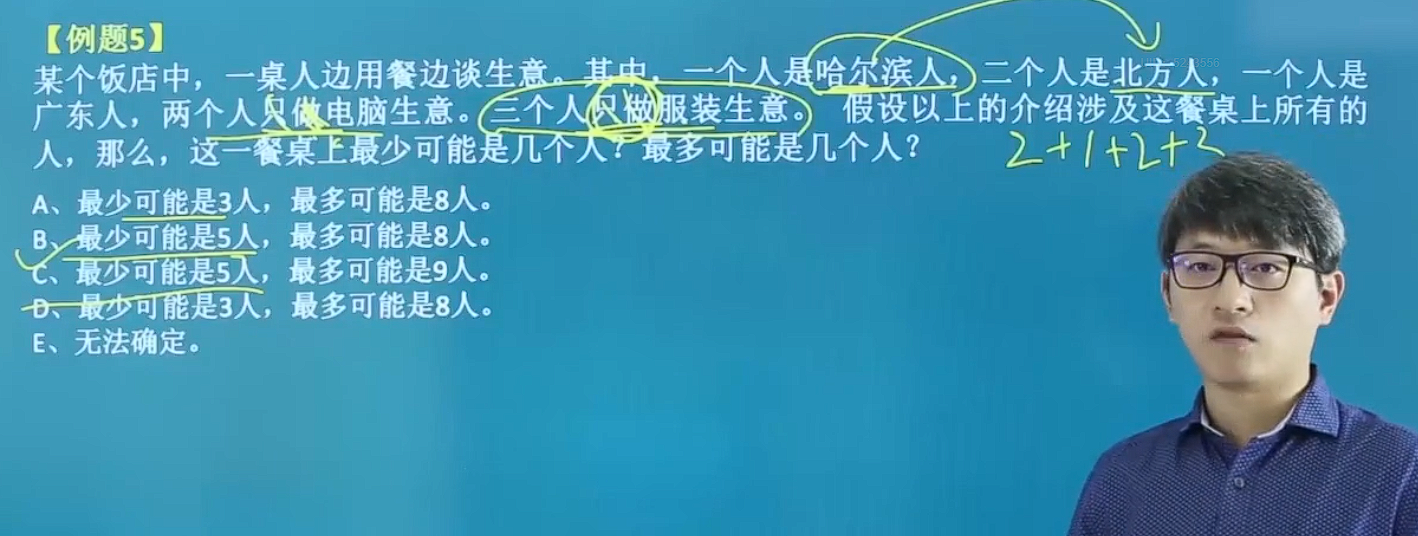 【例题5】
某个饭店中，一桌人边用餐边谈生意。其中，一个人是哈尔滨人，二个人是北方人，一个人是
广东人，两个人只做电脑生意。三个人只做服装生意。 假设以上的介绍涉及这餐桌上所有的
人，那么，这一餐桌上最少可能是几个人？最多可能是几个人？
2+1+2+3
A、最少可能是3人，最多可能是8人。
B、最少可能是5人，最多可能是8人。
C、最少可能是5人，最多可能是9人。
D、最少可能是3人，最多可能是8人。
E、无法确定。